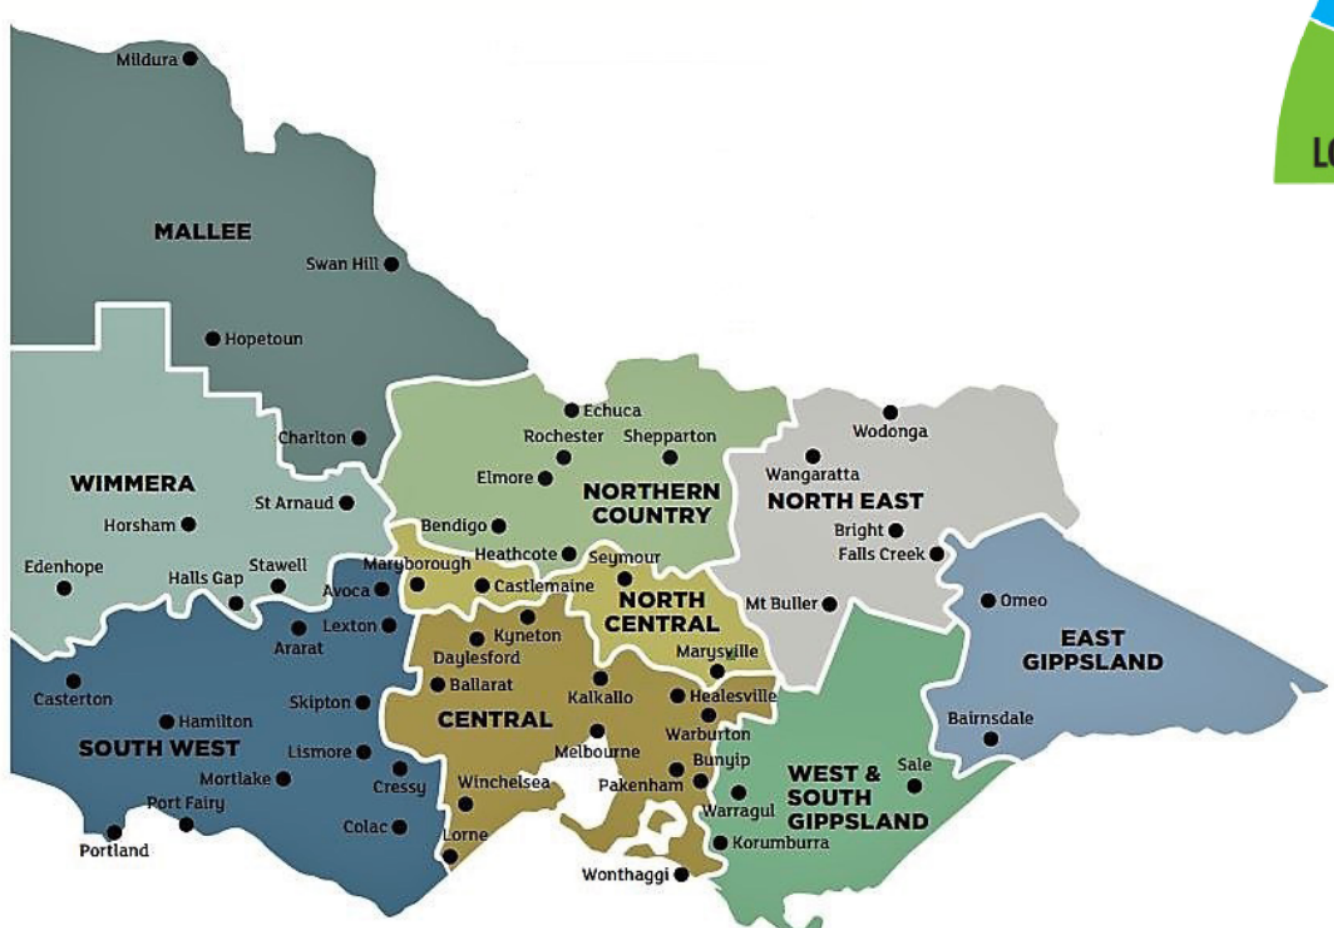 Mildura
MALLEE
Swan Hill
Hopetoun
Charlton
WIMMERA
St Arnaud
Horsham
Edenhope
Halls Gap
Stawell
Echuca
Rochester
Shepparton
Elmore
NORTHERN
COUNTRY
Bendigo
Heathcote
Wodonga
Wangaratta
NORTH EAST
Bright
Falls Creek
Mt Buller
Maryborough
Castlemaine
Seymour
NORTH
CENTRAL
Marysville
Omeo
EAST
GIPPSLAND
Bairnsdale
Avoca
Lexton
Ararat
Casterton
Hamilton
SOUTH WEST
Skipton
Lismore
Mortlake
Cressy
Port Fairy
Portland
Colac
Kyneton
Daylesford
Ballarat
Kalkallo
Healesville
CENTRAL
Warburton
Melbourne
Bunyip
Pakenham
Winchelsea
Lorne
Wonthaggi
WEST &
SOUTH
GIPPSLAND
Sale
Warragul
Korumburra